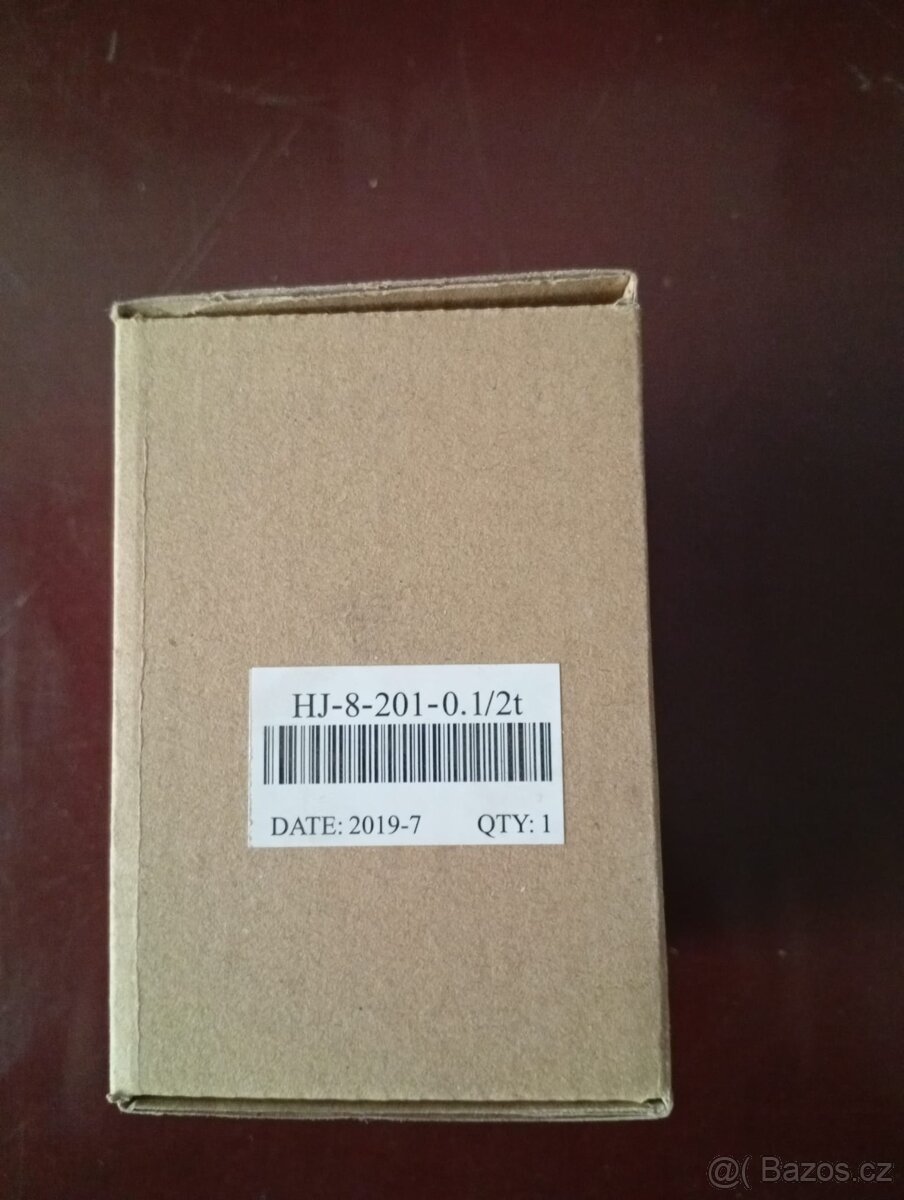 HJ-8-201-0.1/2t
DATE: 2019-7 QTY: 1
@( Bazos.cz